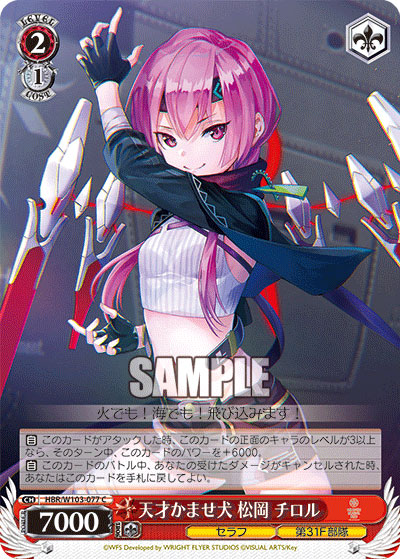 LEVEL
2
1
COST
SAMPLE
火でも！海でも！飛び込みます！
自 このカードがアタックした時、このカードの正面のキャラのレベルが3以上
なら、そのターン中、このカードのパワーを+6000。
自 このカードのバトル中、あなたの受けたダメージがキャンセルされた時、
あなたはこのカードを手札に戻してよい。
CH HBR/W103-077 C
7000
天才かませ犬 松岡 チロル
セラフ 第31F部隊
©WFS Developed by WRIGHT FLYER STUDIOS ©VISUAL ARTS/Key